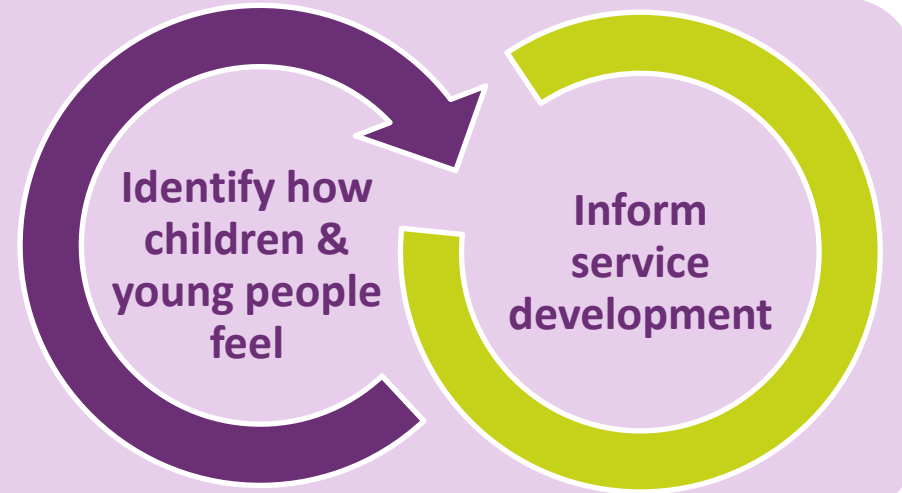 Identify how
children &
young people
feel
Inform
service
development